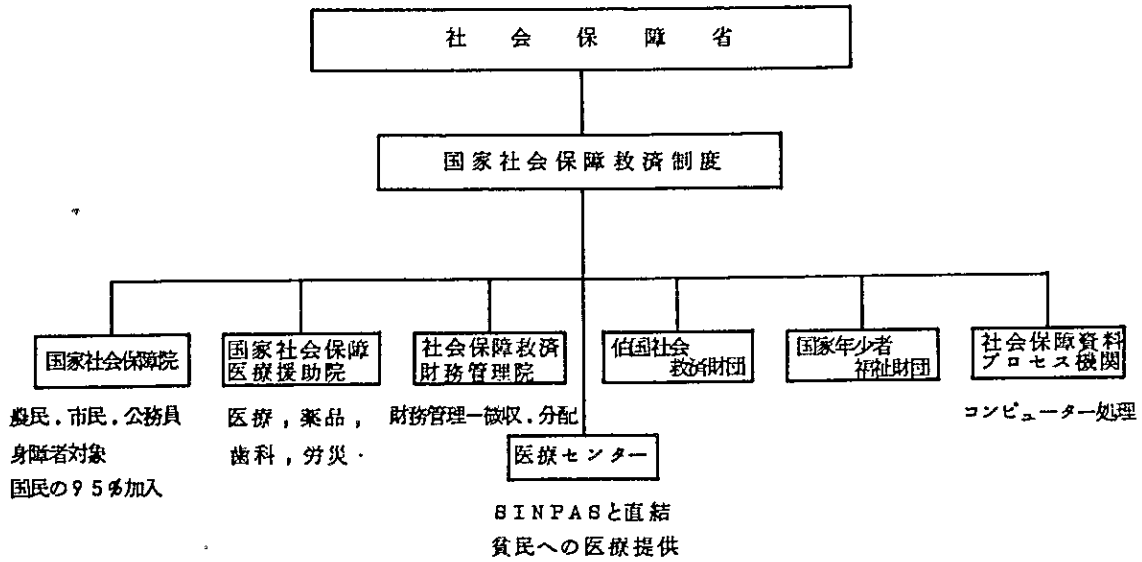 社会保障省
国家社会保障救済制度
国家社会保障院
国家社会保障
医療援助院
社会保障救済
財務管理院
伯国社会
救済財団
国家年少者
福祉財団
社会保障資料
プロセス機関
農民．市民．公務員
身障者対象
国民の95%加入
医療，薬品，
歯科，労災．
財務管理ー徴収．分配
コンピューター処理
医療センター
SINPASと直結
貧民への医療提供